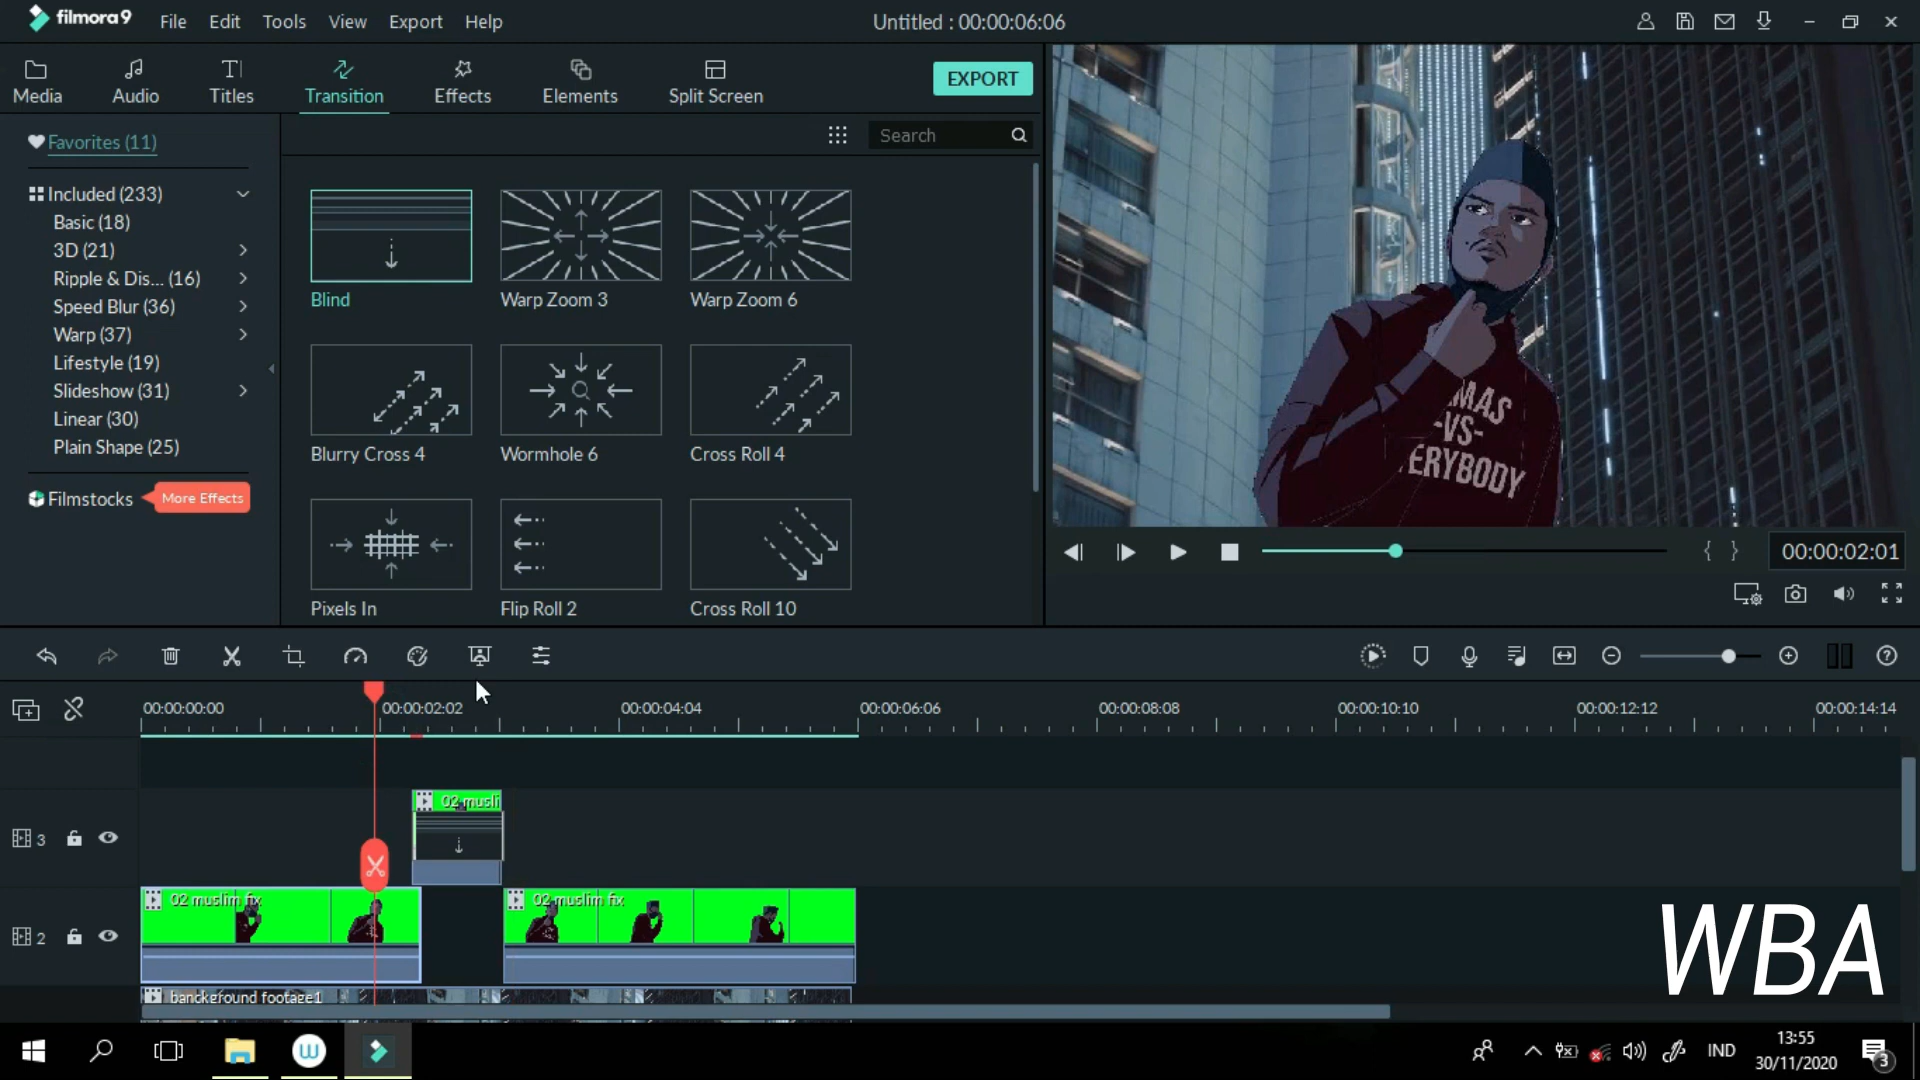 filmora9 File Edit Tools View Export Help
Untitled : 00:00:06:06
Media Audio Titles Transition Effects Elements Split Screen
EXPORT
Favorites (11)
Search
Included (233)
Basic (18)
3D (21)
Ripple & Dis... (16)
Speed Blur (36)
Warp (37)
Lifestyle (19)
Slideshow (31)
Linear (30)
Plain Shape (25)
Filmstocks More Effects
Blind Warp Zoom 3 Warp Zoom 6
Blurry Cross 4 Wormhole 6 Cross Roll 4
Pixels In Flip Roll 2 Cross Roll 10
MAS
-VS-
ERYBODY
00:00:02:01
00:00:00:00 00:00:02:02 00:00:04:04 00:00:06:06 00:00:08:08 00:00:10:10 00:00:12:12 00:00:14:14
02 musli
3
02 muslim fix 02 muslim fix
2
banckground footage1
WBA
IND
13:55
30/11/2020
3